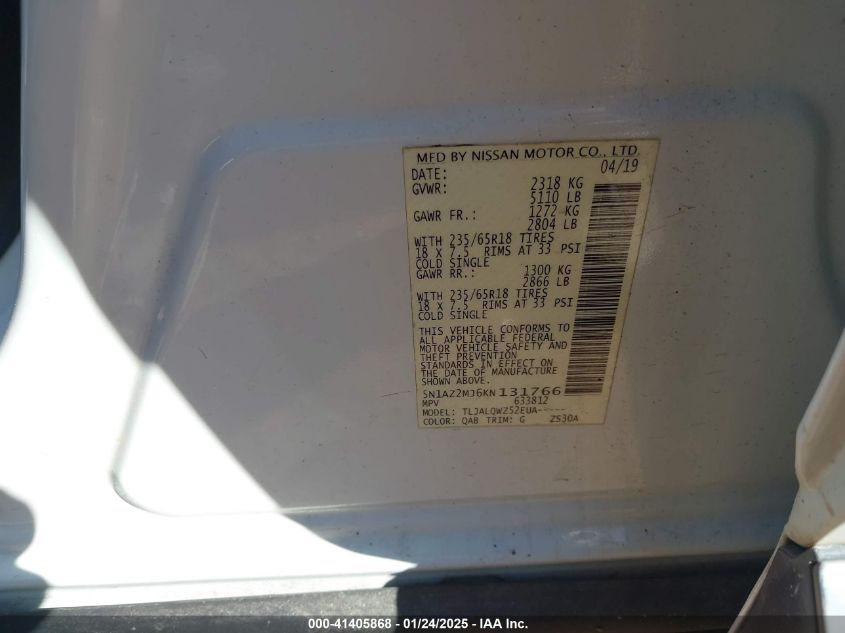 MFD BY NISSAN MOTOR CO., LTD.
DATE: 04/19
GVWR: 2318 KG
5110 LB
GAWR FR.: 1272 KG
2804 LB
WITH 235/65R18 TIRES
18 X 7.5 RIMS AT 33 PSI
COLD SINGLE
GAWR RR.: 1300 KG
2866 LB
WITH 235/65R18 TIRES
18 X 7.5 RIMS AT 33 PSI
COLD SINGLE
THIS VEHICLE CONFORMS TO
ALL APPLICABLE FEDERAL
MOTOR VEHICLE SAFETY AND
THEFT PREVENTION
STANDARDS IN EFFECT ON
THE DATE OF MANUFACTURE
SHOWN ABOVE.
5N1AZ2MJ6KN131766
MPV 633812
MODEL: TLJALQWZ52EUA-----
COLOR: QAB TRIM: G ZS30A
000-41405868 - 01/24/2025 - IAA Inc.